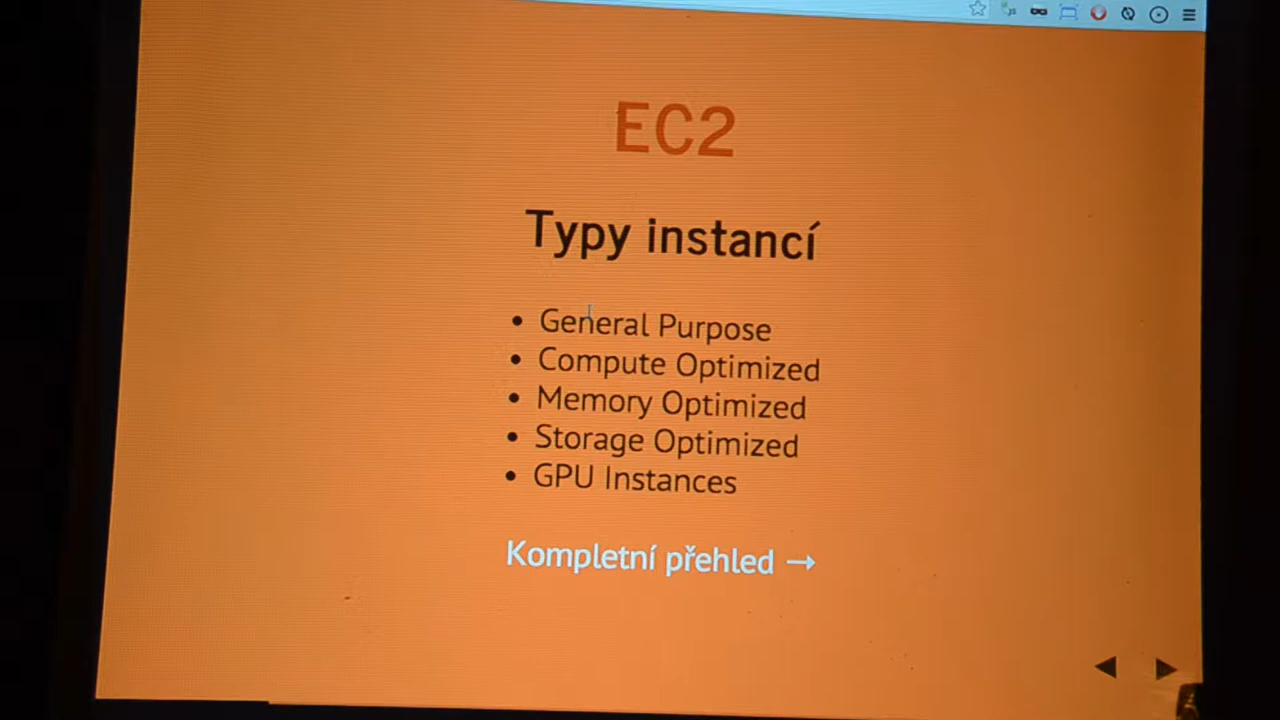 EC2
Typy instancí
• General Purpose
• Compute Optimized
• Memory Optimized
• Storage Optimized
• GPU Instances
Kompletní přehled →